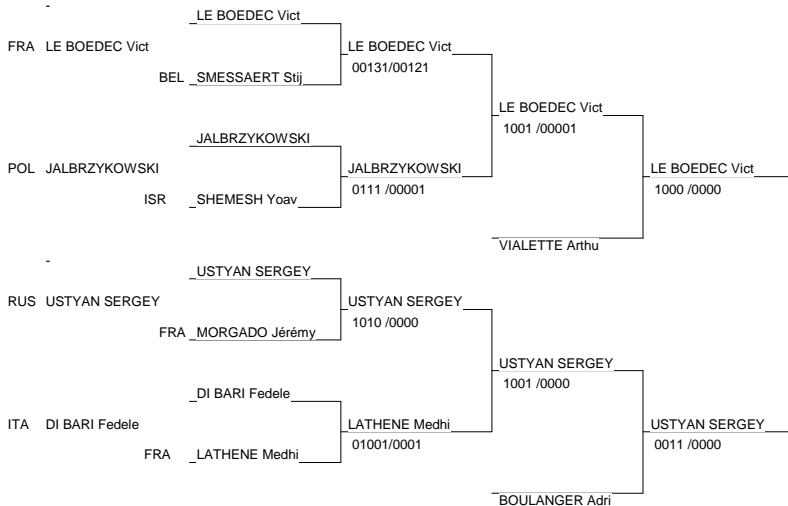 -
LE BOEDEC Vict
FRA LE BOEDEC Vict
LE BOEDEC Vict
00131/00121
BEL SMESSAERT Stij
LE BOEDEC Vict
1001 /00001
JALBRZYKOWSKI
POL JALBRZYKOWSKI
JALBRZYKOWSKI
0111 /00001
LE BOEDEC Vict
1000 /0000
ISR SHEMESH Yoav
VIALETTE Arthu
-
USTYAN SERGEY
RUS USTYAN SERGEY
USTYAN SERGEY
1010 /0000
FRA MORGADO Jérémy
USTYAN SERGEY
1001 /0000
DI BARI Fedele
ITA DI BARI Fedele
LATHENE Medhi
01001/0001
USTYAN SERGEY
0011 /0000
FRA LATHENE Medhi
BOULANGER Adri